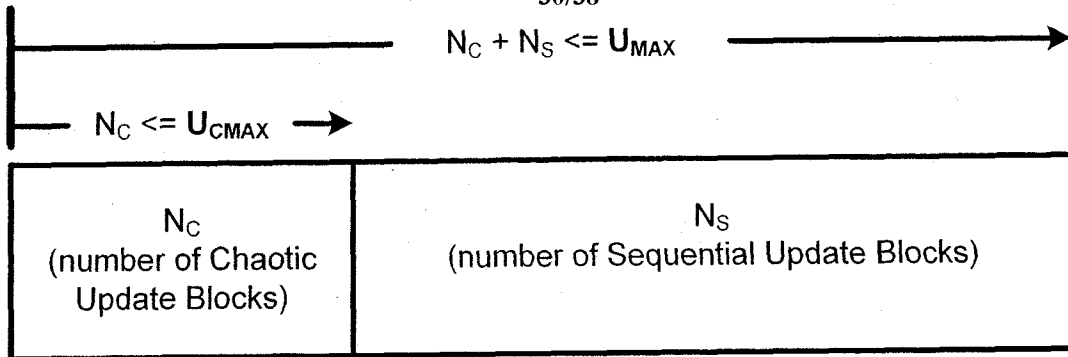 N_C + N_S <= U_MAX
N_C <= U_CMAX
N_C
(number of Chaotic
Update Blocks)
N_S
(number of Sequential Update Blocks)